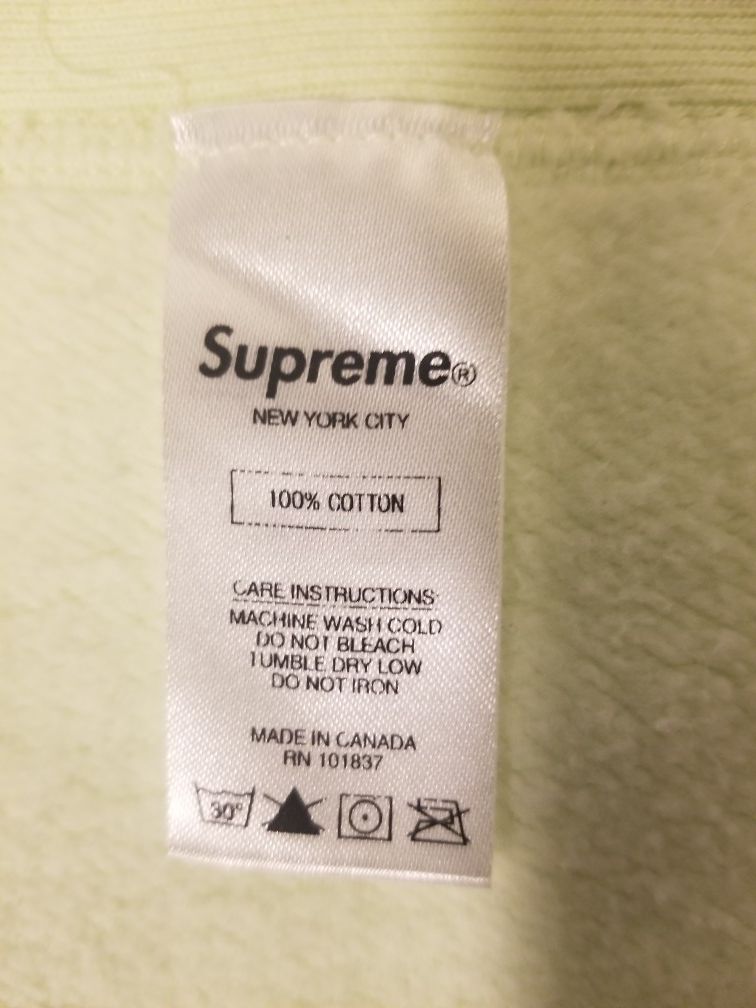 Supreme®
NEW YORK CITY
100% COTTON
CARE INSTRUCTIONS
MACHINE WASH COLD
DO NOT BLEACH
TUMBLE DRY LOW
DO NOT IRON
MADE IN CANADA
RN 101837
30°